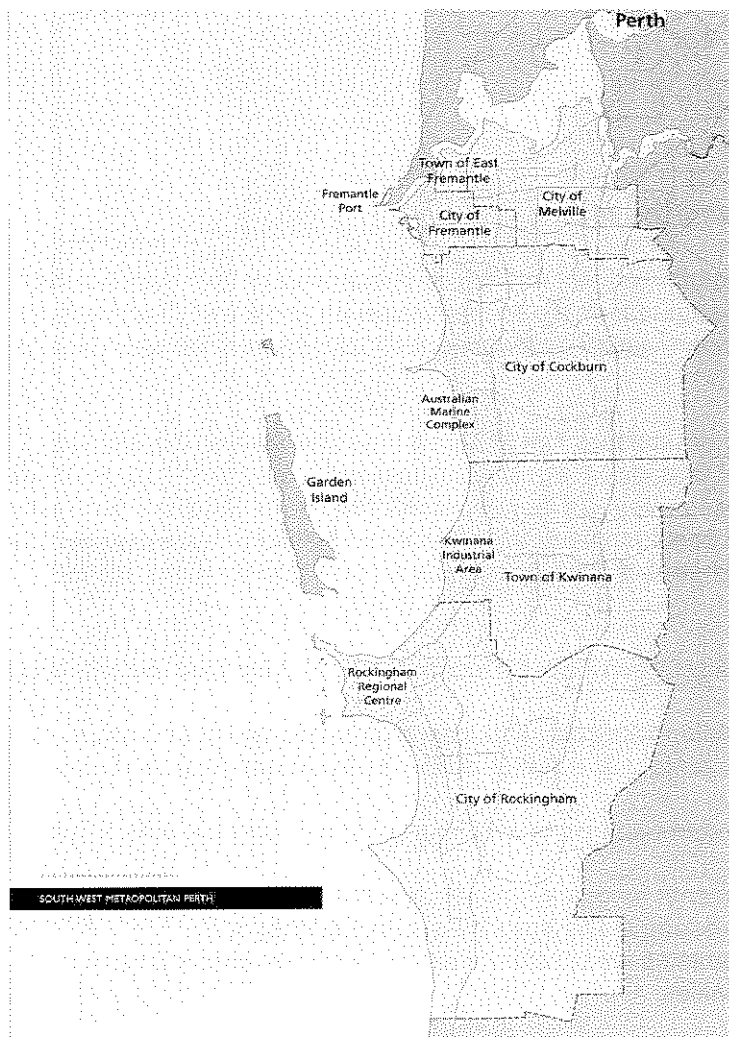 Perth
Town of East
Fremantle
Fremantle
Port
City of
Melville
City of
Fremantle
City of Cockburn
Australian
Marine
Complex
Garden
Island
Kwinana
Industrial
Area
Town of Kwinana
Rockingham
Regional
Centre
City of Rockingham
SOUTH WEST METROPOLITAN PERTH